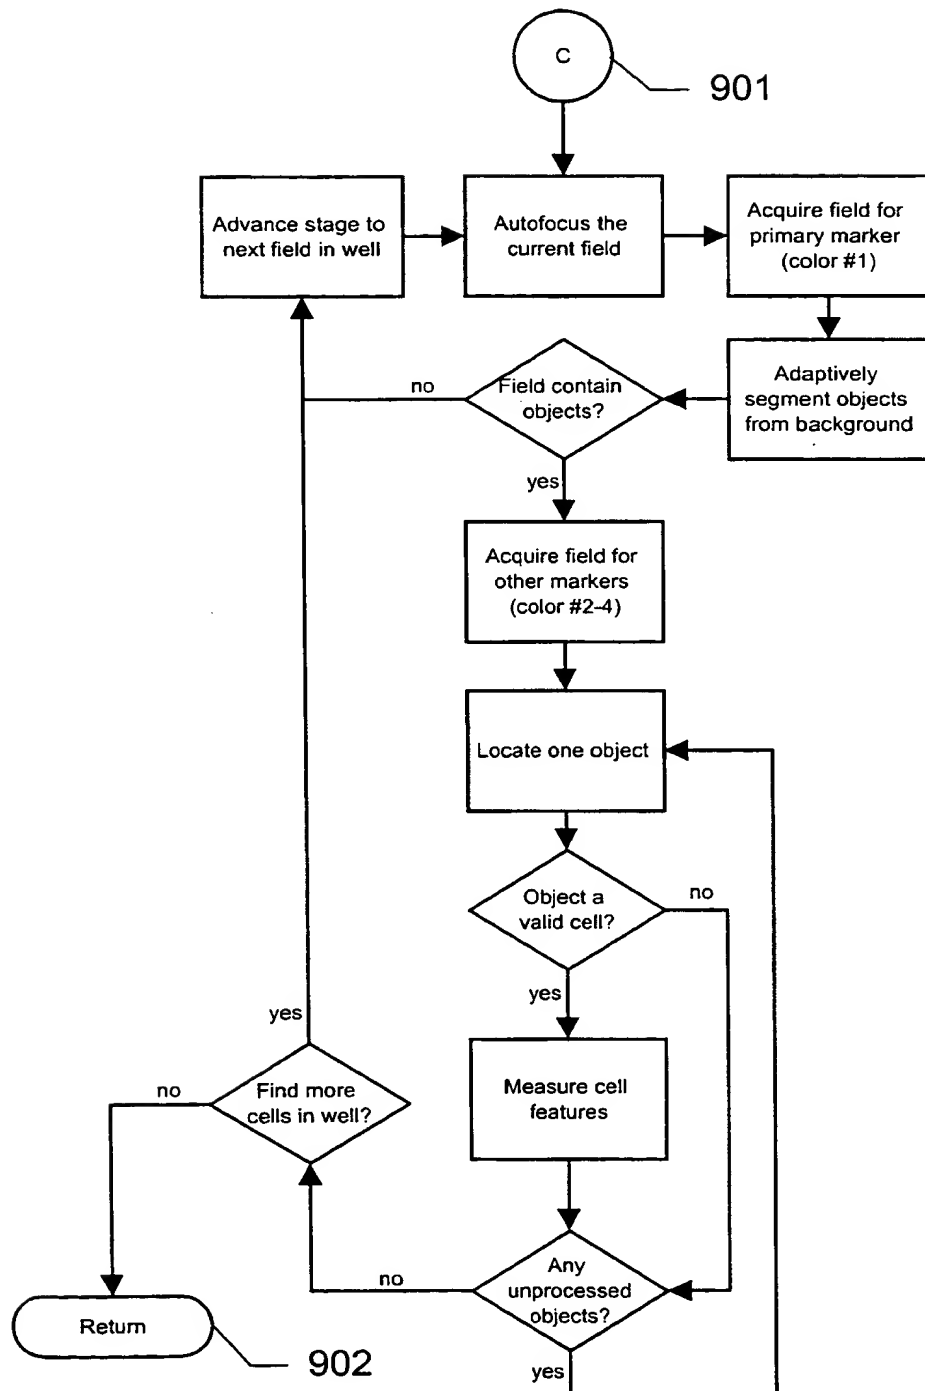 C
901
Advance stage to
next field in well
Autofocus the
current field
Acquire field for
primary marker
(color #1)
Adaptively
segment objects
from background
Field contain
objects?
no
yes
Acquire field for
other markers
(color #2-4)
Locate one object
Object a
valid cell?
no
yes
Measure cell
features
yes
Find more
cells in well?
no
Any
unprocessed
objects?
no
yes
Return
902